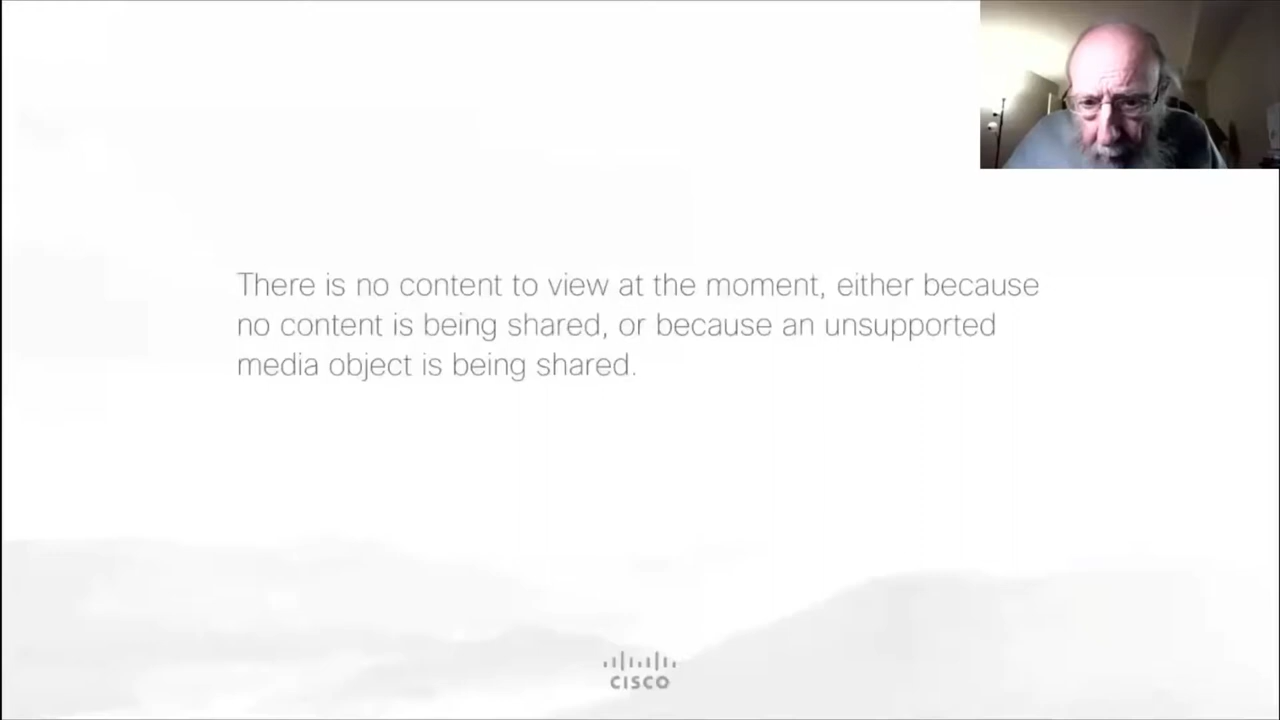 There is no content to view at the moment, either because
no content is being shared, or because an unsupported
media object is being shared.
CISCO